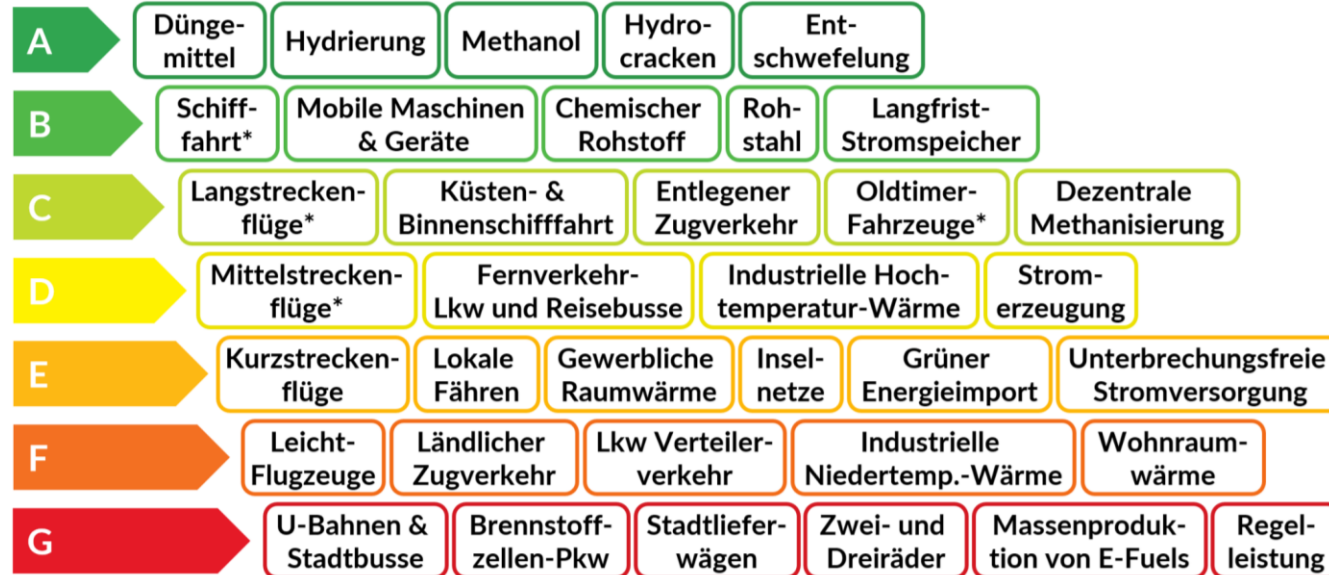 A
Dünge-
mittel
Hydrierung
Methanol
Hydro-
cracken
Ent-
schwefelung
B
Schiff-
fahrt*
Mobile Maschinen
& Geräte
Chemischer
Rohstoff
Roh-
stahl
Langfrist-
Stromspeicher
C
Langstrecken-
flüge*
Küsten- &
Binnenschifffahrt
Entlegener
Zugverkehr
Oldtimer-
Fahrzeuge*
Dezentrale
Methanisierung
D
Mittelstrecken-
flüge*
Fernverkehr-
Lkw und Reisebusse
Industrielle Hoch-
temperatur-Wärme
Strom-
erzeugung
E
Kurzstrecken-
flüge
Lokale
Fähren
Gewerbliche
Raumwärme
Insel-
netze
Grüner
Energieimport
Unterbrechungsfreie
Stromversorgung
F
Leicht-
Flugzeuge
Ländlicher
Zugverkehr
Lkw Verteiler-
verkehr
Industrielle
Niedertemp.-Wärme
Wohnraum-
wärme
G
U-Bahnen &
Stadtbusse
Brennstoff-
zellen-Pkw
Stadtliefer-
wägen
Zwei- und
Dreiräder
Massenproduk-
tion von E-Fuels
Regel-
leistung